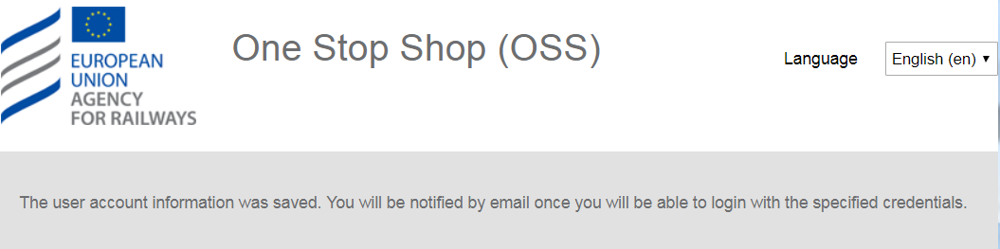 EUROPEAN
UNION
AGENCY
FOR RAILWAYS
One Stop Shop (OSS)
Language
English (en)
The user account information was saved. You will be notified by email once you will be able to login with the specified credentials.